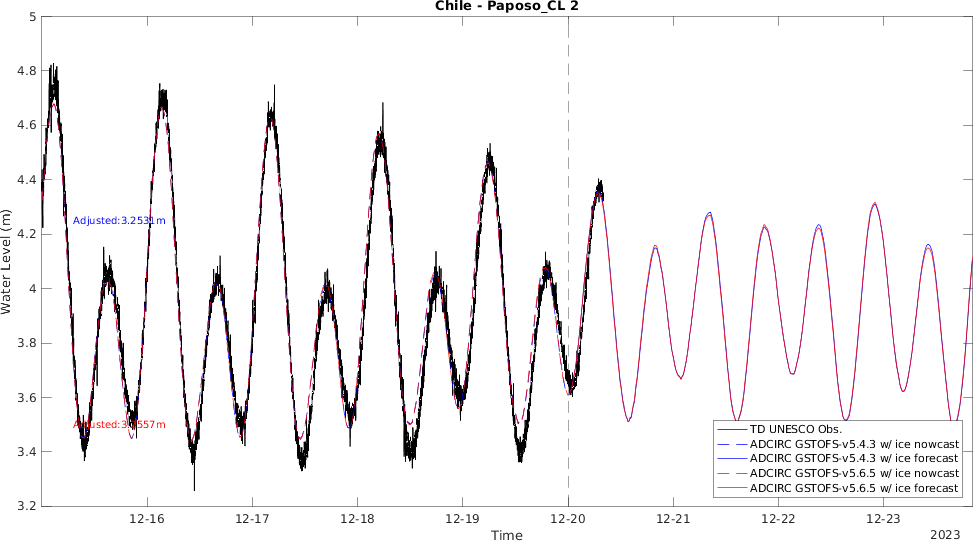 Chile - Paposo_CL 2
Water Level (m)
5
4.8
4.6
4.4
4.2
4
3.8
3.6
3.4
3.2
Adjusted:3.2531m
12-16
12-17
12-18
12-19
12-20
12-21
12-22
12-23
Time
2023
TD UNESCO Obs.
ADCIRC GSTOFS-v5.4.3 w/ ice nowcast
ADCIRC GSTOFS-v5.4.3 w/ ice forecast
ADCIRC GSTOFS-v5.6.5 w/ ice nowcast
ADCIRC GSTOFS-v5.6.5 w/ ice forecast